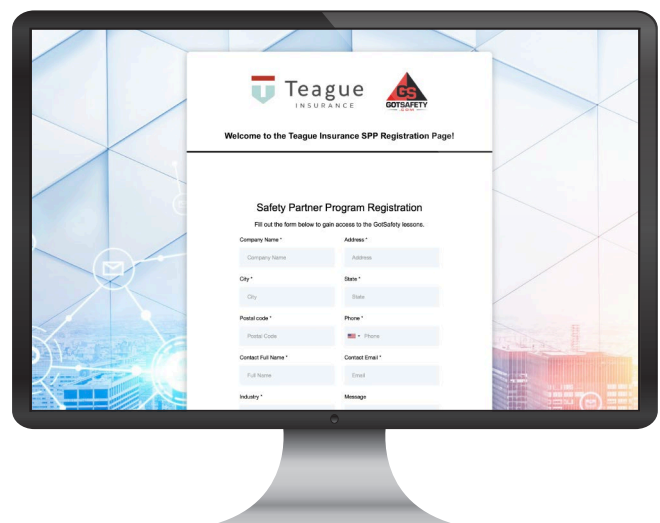 Teague
INSURANCE
GS
GOTSAFETY
.COM
Welcome to the Teague Insurance SPP Registration Page!
Safety Partner Program Registration
Fill out the form below to gain access to the GotSafety lessons.
Company Name * Address *
Company Name Address
City * State *
City State
Postal code * Phone *
Postal Code Phone
Contact Full Name * Contact Email *
Full Name Email
Industry * Message